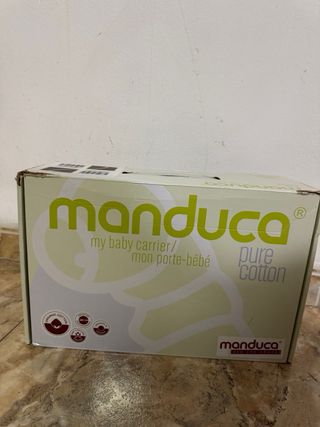 manduca®
my baby carrier/
mon porte-bébé
pure
cotton
manduca®